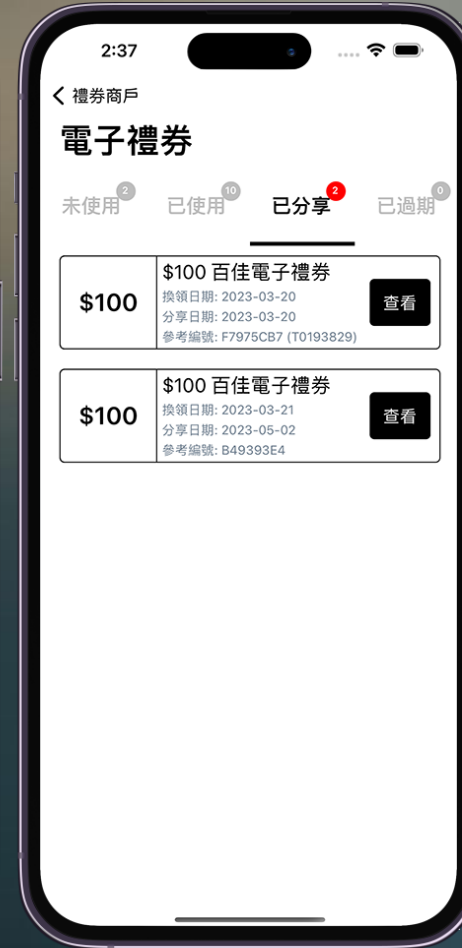 2:37
禮券商戶
電子禮券
未使用 2 已使用 10 已分享 2 已過期 0
$100
$100 百佳電子禮券
換領日期: 2023-03-20
分享日期: 2023-03-20
參考編號: F7975CB7 (T0193829)
查看
$100
$100 百佳電子禮券
換領日期: 2023-03-21
分享日期: 2023-05-02
參考編號: B49393E4
查看